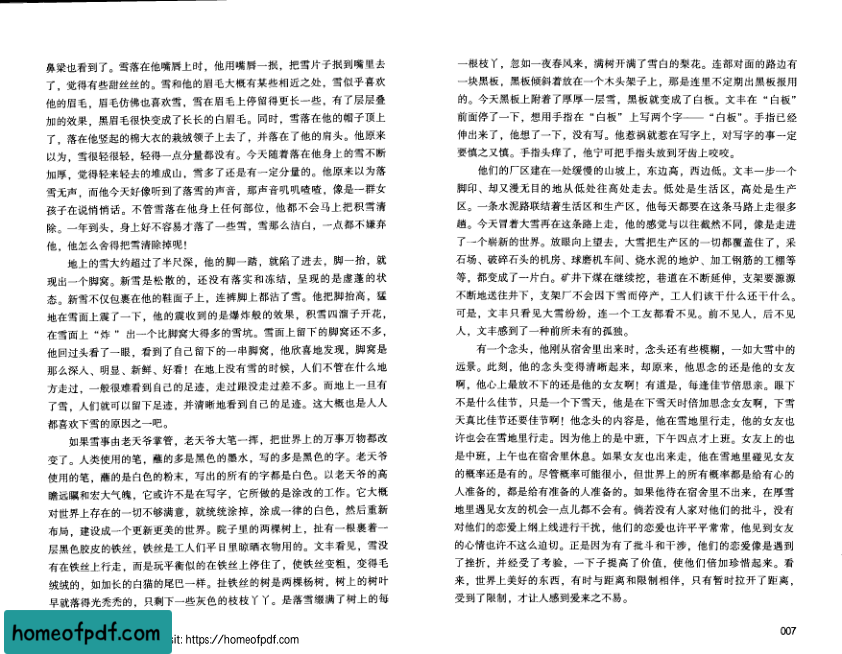 鼻梁也看到了。雪落在他嘴唇上时，他用嘴唇一抿，把雪片子抿到嘴里去
了，觉得有些甜丝丝的。雪和他的眉毛大概有某些相近之处，雪似乎喜欢
他的眉毛，眉毛仿佛也喜欢雪，雪在眉毛上停留得更长一些，有了层层叠
加的效果，黑眉毛很快变成了长长的白眉毛。同时，雪落在他的帽子顶上
了，落在他竖起的棉大衣的栽绒领子上去了，并落在了他的肩头。他原来
以为，雪很轻很轻，轻得一点分量都没有。今天随着落在他身上的雪不断
加厚，觉得轻来轻去的堆成山，雪多了还是有一定分量的。他原来以为落
雪无声，而他今天好像听到了落雪的声音，那声音叽叽喳喳，像是一群女
孩子在说悄悄话。不管雪落在他身上任何部位，他都不会马上把积雪清
除。一年到头，身上好不容易才落了一些雪，雪那么洁白，一点都不嫌弃
他，他怎么舍得把雪清除掉呢！
地上的雪大约超过了半尺深，他的脚一踏，就陷了进去，脚一抬，就
现出一个脚窝。新雪是松散的，还没有落实和冻结，呈现的是虚蓬的状
态。新雪不仅包裹在他的鞋面子上，连裤脚上都沾了雪。他把脚抬高，猛
地在雪面上震了一下，他的震收到的是爆炸般的效果，积雪四溜子开花，
在雪面上“炸 ”出一个比脚窝大得多的雪坑。雪面上留下的脚窝还不多，
他回过头看了一眼，看到了自己留下的一串脚窝，他欣喜地发现，脚窝是
那么深入、明显、新鲜、好看！在地上没有雪的时候，人们不管在什么地
方走过，一般很难看到自己的足迹，走过跟没走过差不多。而地上一旦有
了雪，人们就可以留下足迹，并清晰地看到自己的足迹。这大概也是人人
都喜欢下雪的原因之一吧。
如果雪事由老天爷掌管，老天爷大笔一挥，把世界上的万事万物都改
变了。人类使用的笔，蘸的多是黑色的墨水，写的多是黑色的字。老天爷
使用的笔，蘸的是白色的粉末，写出的所有的字都是白色。以老天爷的高
瞻远瞩和宏大气魄，它或许不是在写字，它所做的是涂改的工作。它大概
对世界上存在的一切不够满意，就统统涂掉，涂成一律的白色，然后重新
布局，建设成一个更新更美的世界。院子里的两棵树上，扯有一根裹着一
层黑色胶皮的铁丝，铁丝是工人们平日里晾晒衣物用的。文丰看见，雪没
有在铁丝上行走，而是玩平衡似的在铁丝上停住了，使铁丝变粗，变得毛
绒绒的，如加长的白猫的尾巴一样。扯铁丝的树是两棵杨树，树上的树叶
早就落得光秃秃的，只剩下一些灰色的枝枝丫丫。是落雪缀满了树上的每
一根枝丫，忽如一夜春风来，满树开满了雪白的梨花。连部对面的路边有
一块黑板，黑板倾斜着放在一个木头架子上，那是连里不定期出黑板报用
的。今天黑板上附着了厚厚一层雪，黑板就变成了白板。文丰在“白板”
前面停了一下，想用手指在“白板” 上写两个字——“白板”。手指已经
伸出来了，他想了一下，没有写。他惹祸就惹在写字上，对写字的事一定
要慎之又慎。手指头痒了，他宁可把手指头放到牙齿上咬咬。
他们的厂区建在一处缓慢的山坡上，东边高，西边低。文丰一步一个
脚印、却又漫无目的地从低处往高处走去。低处是生活区，高处是生产
区。一条水泥路联结着生活区和生产区，他每天都要在这条马路上走很多
趟。今天冒着大雪再在这条路上走，他的感觉与以往截然不同，像是走进
了一个崭新的世界。放眼向上望去，大雪把生产区的一切都覆盖住了，采
石场、破碎石头的机房、球磨机车间、烧水泥的地炉、加工钢筋的工棚等
等，都变成了一片白。矿井下煤在继续挖，巷道在不断延伸，支架要源源
不断地送往井下，支架厂不会因下雪而停产，工人们该干什么还干什么。
可是，文丰只看见大雪纷纷，连一个工友都看不见。前不见人，后不见
人，文丰感到了一种前所未有的孤独。
有一个念头，他刚从宿舍里出来时，念头还有些模糊，一如大雪中的
远景。此刻，他的念头变得清晰起来，却原来，他思念的还是他的女友
啊，他心上最放不下的还是他的女友啊！有道是，每逢佳节倍思亲。眼下
不是什么佳节，只是一个下雪天，他是在下雪天时倍加思念女友啊，下雪
天真比佳节还要佳节啊！他念头的内容是，他在雪地里行走，他的女友也
许也会在雪地里行走。因为他上的是中班，下午四点才上班。女友上的也
是中班，上午也在宿舍里休息。如果女友也出来走，他在雪地里碰见女友
的概率还是有的。尽管概率可能很小，但世界上的所有概率都是给有心的
人准备的，都是给有准备的人准备的。如果他待在宿舍里不出来，在厚雪
地里遇见女友的机会一点儿都不会有。倘若没有人家对他们的批斗，没有
对他们的恋爱上纲上线进行干扰，他们的恋爱也许平平常常，他见到女友
的心情也许不这么迫切。正是因为有了批斗和干涉，他们的恋爱像是遇到
了挫折，并经受了考验，一下子提高了价值，使他们倍加珍惜起来。看
来，世界上美好的东西，有时与距离和限制相伴，只有暂时拉开了距离，
受到了限制，才让人感到爱来之不易。
007
homeofpdf.com
sit: https://homeofpdf.com